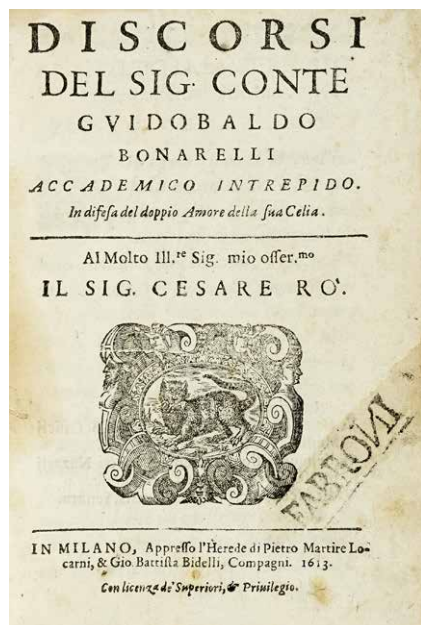 DISCORSI
DEL SIG. CONTE
GVIDOBALDO
BONARELLI
ACCADEMICO INTREPIDO.
In difesa del doppio Amore della sua Celia.
Al Molto Ill.re Sig. mio osser.mo
IL SIG. CESARE RO'.
FABRONI
IN MILANO, Appresso l'Herede di Pietro Martire Lo-
carni, & Gio Battista Bidelli, Compagni. 1613.
Con licenza de' Superiori, & Priuilegio.